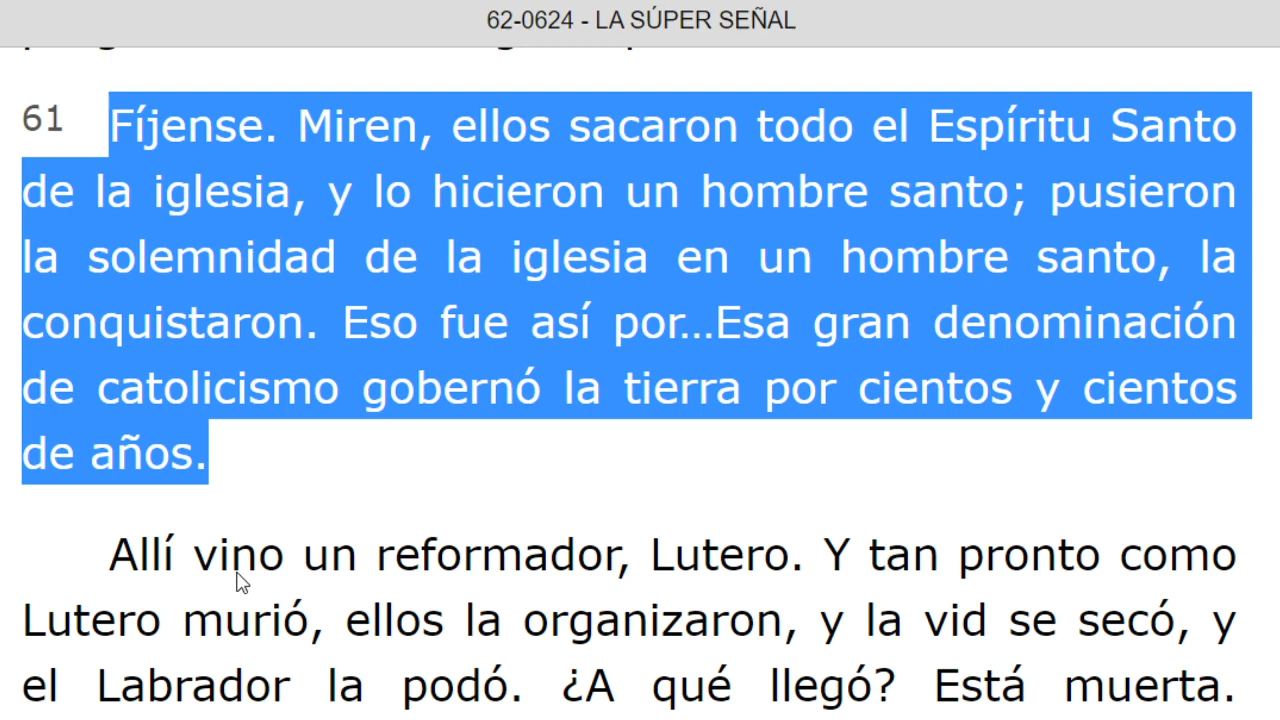 62-0624 - LA SÚPER SEÑAL
61 Fíjense. Miren, ellos sacaron todo el Espíritu Santo
de la iglesia, y lo hicieron un hombre santo; pusieron
la solemnidad de la iglesia en un hombre santo, la
conquistaron. Eso fue así por...Esa gran denominación
de catolicismo gobernó la tierra por cientos y cientos
de años.
Allí vino un reformador, Lutero. Y tan pronto como
Lutero murió, ellos la organizaron, y la vid se secó, y
el Labrador la podó. ¿A qué llegó? Está muerta.